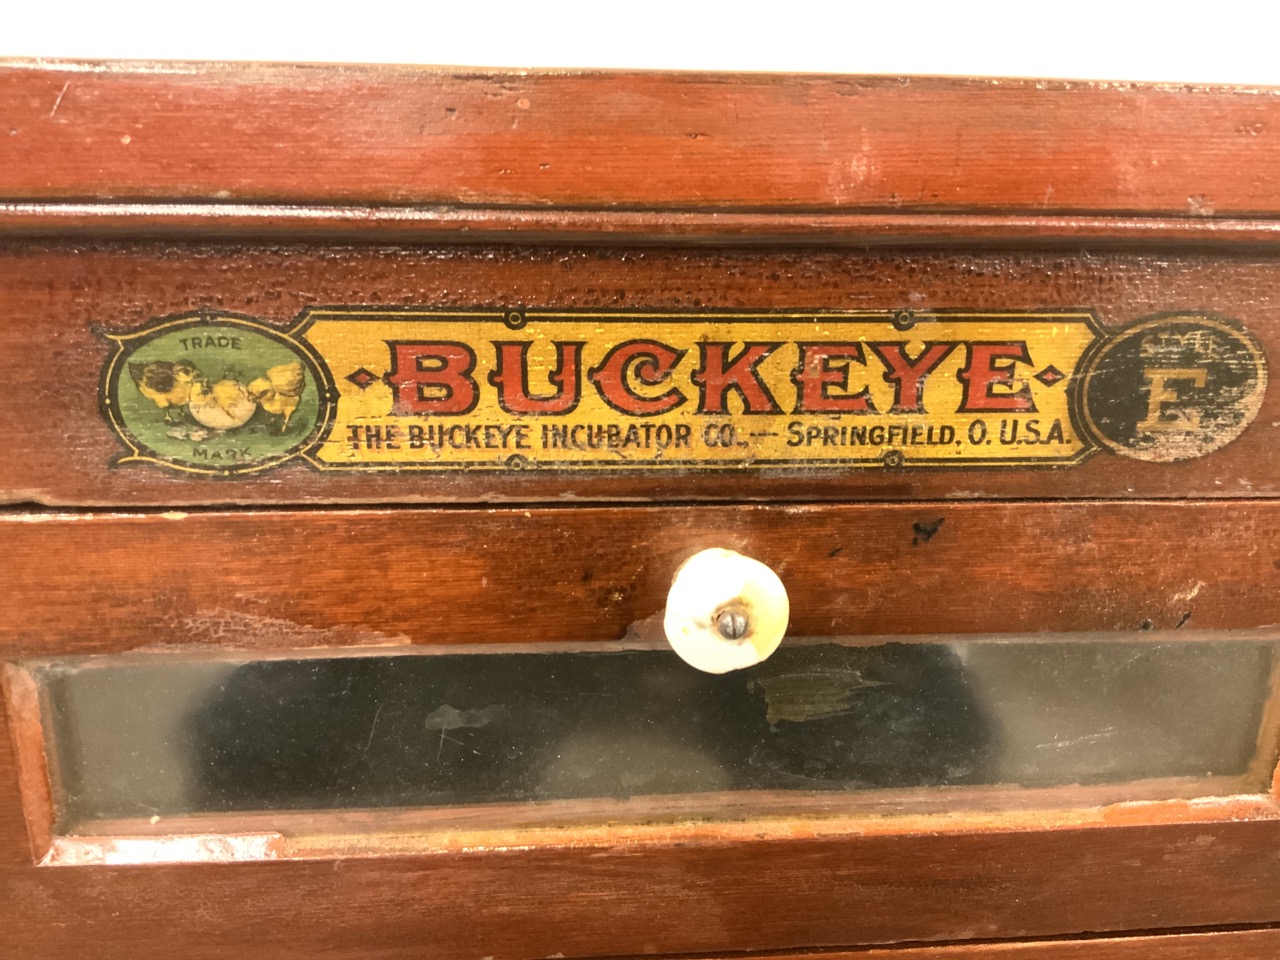 TRADE
MARK
BUCKEYE
THE BUCKEYE INCUBATOR CO.,— SPRINGFIELD, O. U.S.A.
E